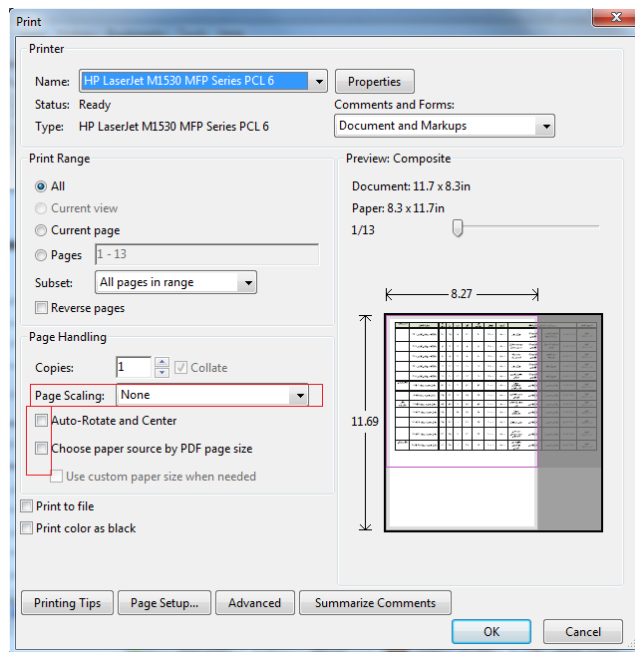 Print
Printer
Name: HP LaserJet M1530 MFP Series PCL 6
Properties
Status: Ready
Comments and Forms:
Type: HP LaserJet M1530 MFP Series PCL 6
Document and Markups
Print Range
All
Current view
Current page
Pages 1 - 13
Subset: All pages in range
Reverse pages
Page Handling
Copies: 1 Collate
Page Scaling: None
Auto-Rotate and Center
Choose paper source by PDF page size
Use custom paper size when needed
Print to file
Print color as black
Preview: Composite
Document: 11.7 x 8.3in
Paper: 8.3 x 11.7in
1/13
8.27
11.69
Printing Tips
Page Setup...
Advanced
Summarize Comments
OK
Cancel